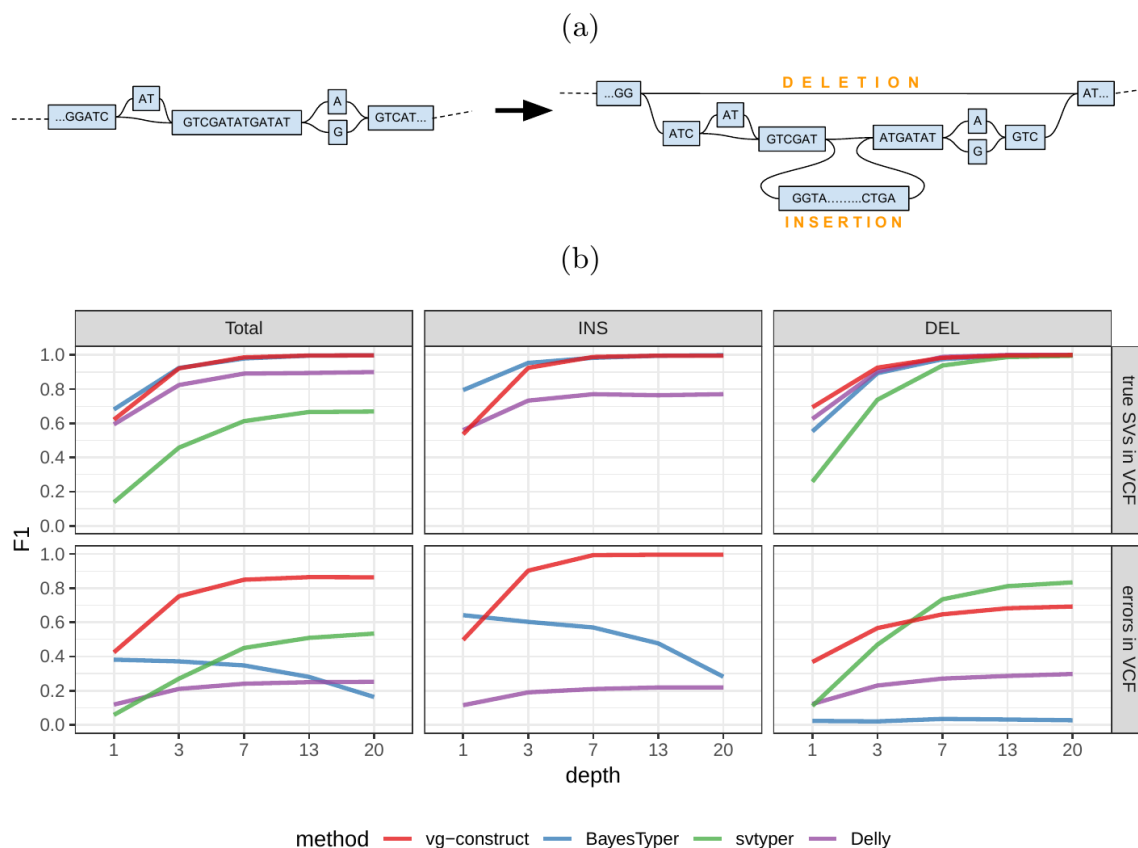 (a)
...GGATC
AT
GTCGATATGATAT
A
G
GTCAT...
...GG
DELETION
AT...
ATC
AT
GTCGAT
ATGATAT
A
G
GTC
GGTA.........CTGA
INSERTION
(b)
Total
INS
DEL
1.0
0.8
0.6
0.4
0.2
0.0
true SVs in VCF
1.0
0.8
0.6
0.4
0.2
0.0
errors in VCF
F1
1 3 7 13 20
1 3 7 13 20
1 3 7 13 20
depth
method vg-construct BayesTyper svtyper Delly